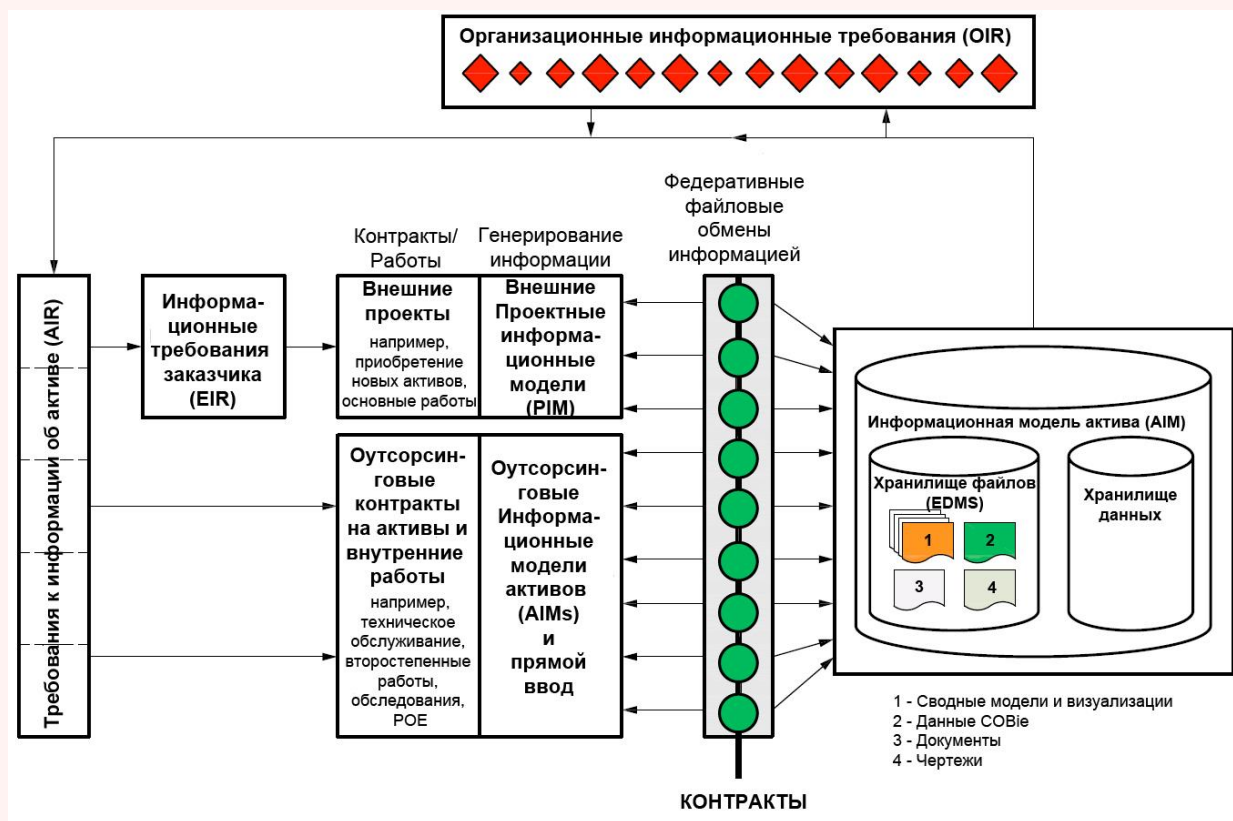 Организационные информационные требования (OIR)
Федеративные
файловые
обмены
информацией
Контракты/
Работы
Генерирование
информации
Требования к информации об активе (AIR)
Информа-
ционные
требования
заказчика
(EIR)
Внешние
проекты
например,
приобретение
новых активов,
основные работы
Внешние
Проектные
информа-
ционные
модели
(PIM)
Оутсорсин-
говые
контракты
на активы и
внутренние
работы
например,
техническое
обслуживание,
второстепенные
работы,
обследования,
POE
Оутсорсин-
говые
Информа-
ционные
модели
активов
(AIMs)
и
прямой
ввод
Информационная модель актива (AIM)
Хранилище файлов
(EDMS)
1
2
3
4
Хранилище
данных
1 - Сводные модели и визуализации
2 - Данные COBie
3 - Документы
4 - Чертежи
КОНТРАКТЫ